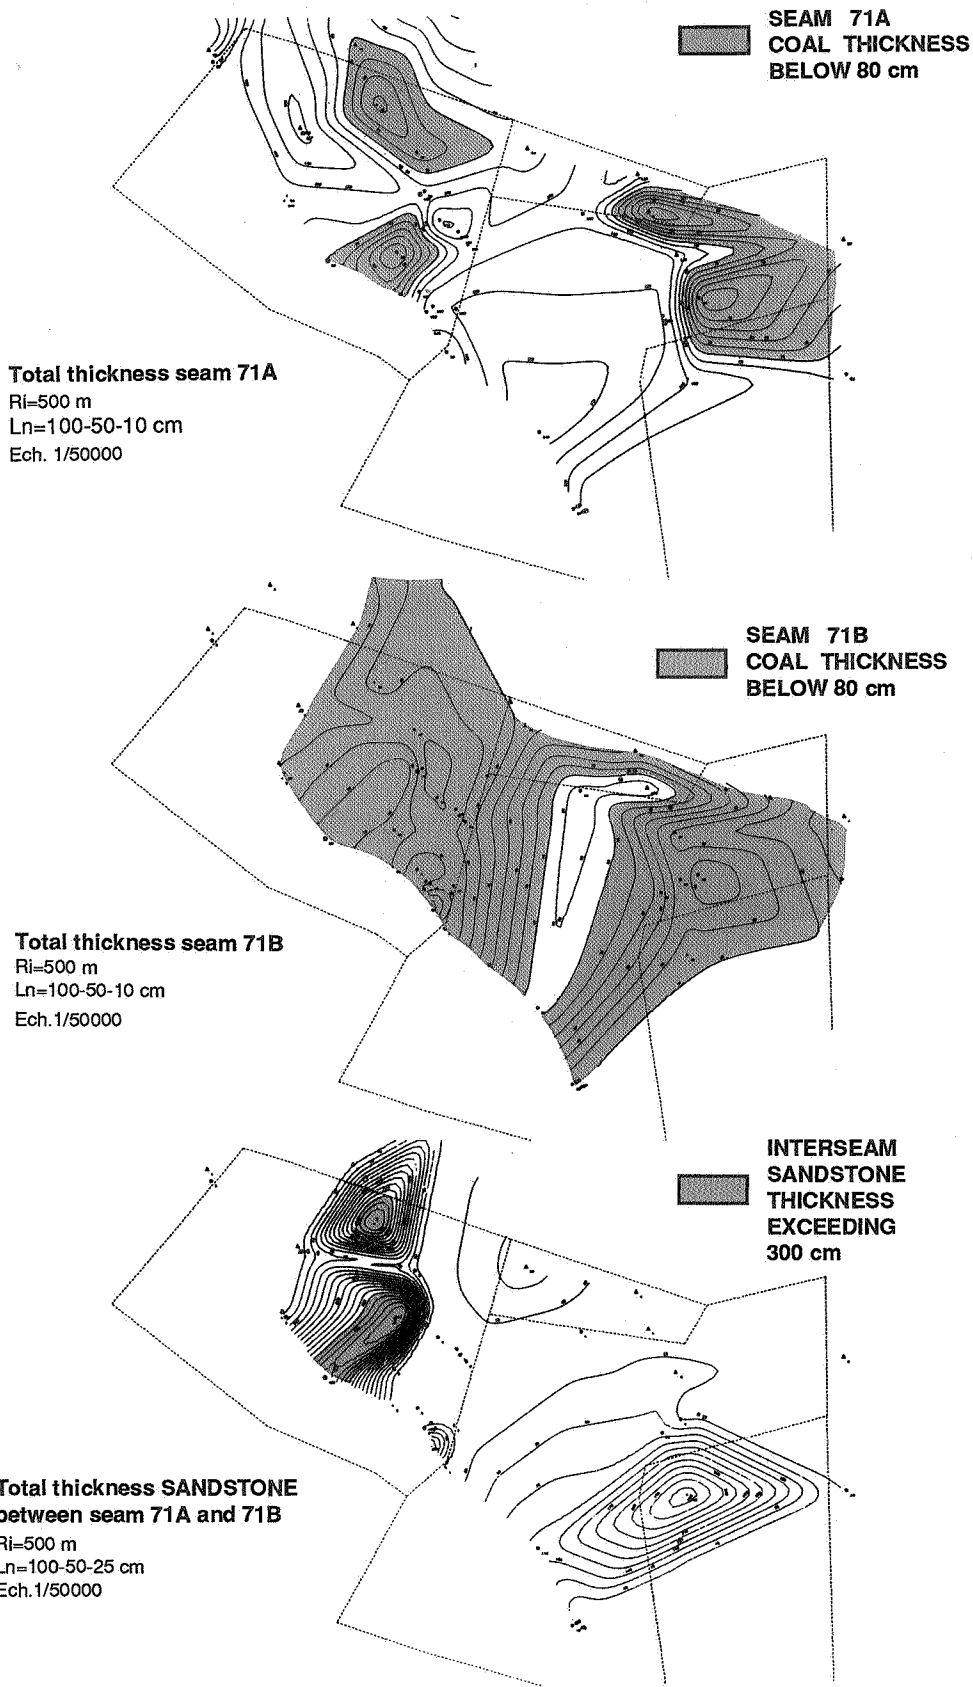 SEAM 71A
COAL THICKNESS
BELOW 80 cm
Total thickness seam 71A
Ri=500 m
Ln=100-50-10 cm
Ech. 1/50000
SEAM 71B
COAL THICKNESS
BELOW 80 cm
Total thickness seam 71B
Ri=500 m
Ln=100-50-10 cm
Ech.1/50000
INTERSEAM
SANDSTONE
THICKNESS
EXCEEDING
300 cm
Total thickness SANDSTONE
between seam 71A and 71B
Ri=500 m
Ln=100-50-25 cm
Ech.1/50000